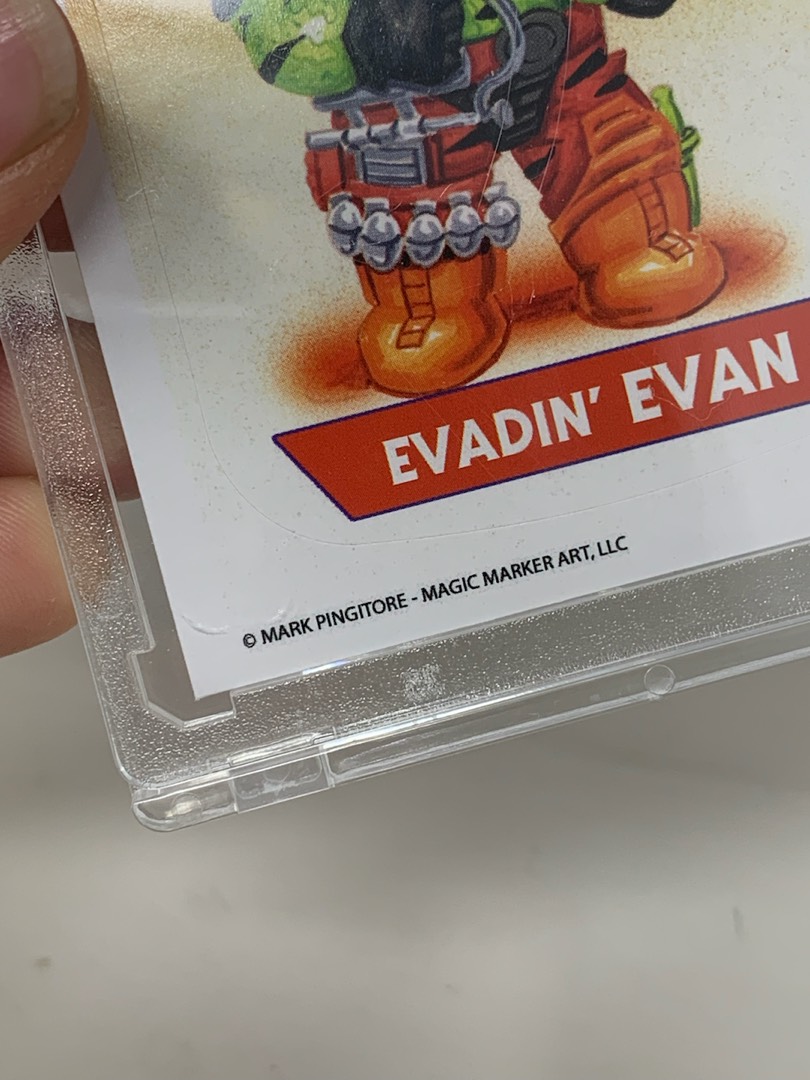 EVADIN' EVAN
© MARK PINGITORE - MAGIC MARKER ART, LLC